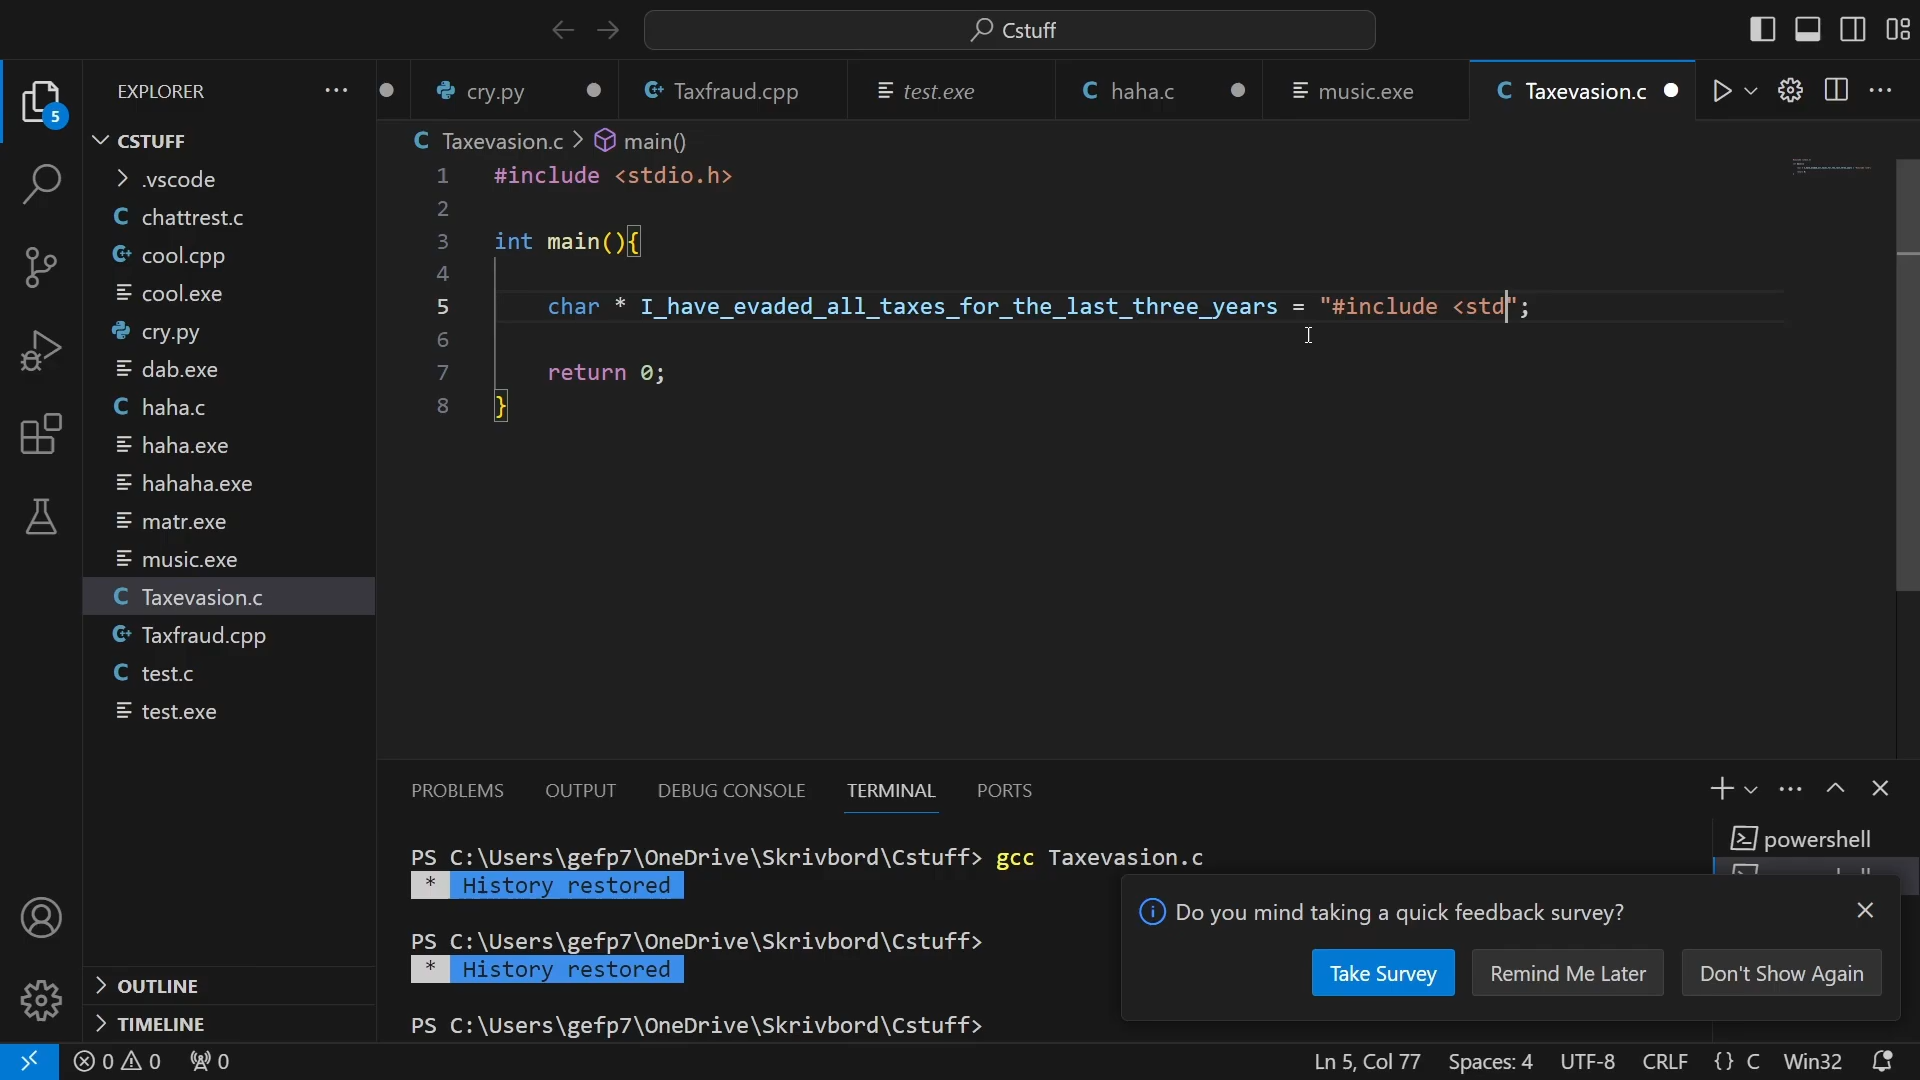 Cstuff
EXPLORER
cry.py
Taxfraud.cpp
test.exe
haha.c
music.exe
Taxevasion.c
5
CSTUFF
.vscode
chattrest.c
cool.cpp
cool.exe
cry.py
dab.exe
haha.c
haha.exe
hahaha.exe
matr.exe
music.exe
Taxevasion.c
Taxfraud.cpp
test.c
test.exe
OUTLINE
TIMELINE
Taxevasion.c > main()
1 #include <stdio.h>
2
3 int main(){
4
5 char * I_have_evaded_all_taxes_for_the_last_three_years = "#include <std";
6
7 return 0;
8 }
PROBLEMS OUTPUT DEBUG CONSOLE TERMINAL PORTS
PS C:\Users\gefp7\OneDrive\Skrivbord\Cstuff> gcc Taxevasion.c
* History restored
PS C:\Users\gefp7\OneDrive\Skrivbord\Cstuff>
* History restored
PS C:\Users\gefp7\OneDrive\Skrivbord\Cstuff>
powershell
Do you mind taking a quick feedback survey?
Take Survey Remind Me Later Don't Show Again
0 0 0 Ln 5, Col 77 Spaces: 4 UTF-8 CRLF {} C Win32